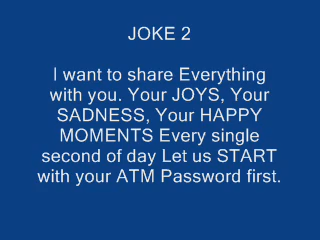 JOKE 2
I want to share Everything
with you. Your JOYS, Your
SADNESS, Your HAPPY
MOMENTS Every single
second of day Let us START
with your ATM Password first.